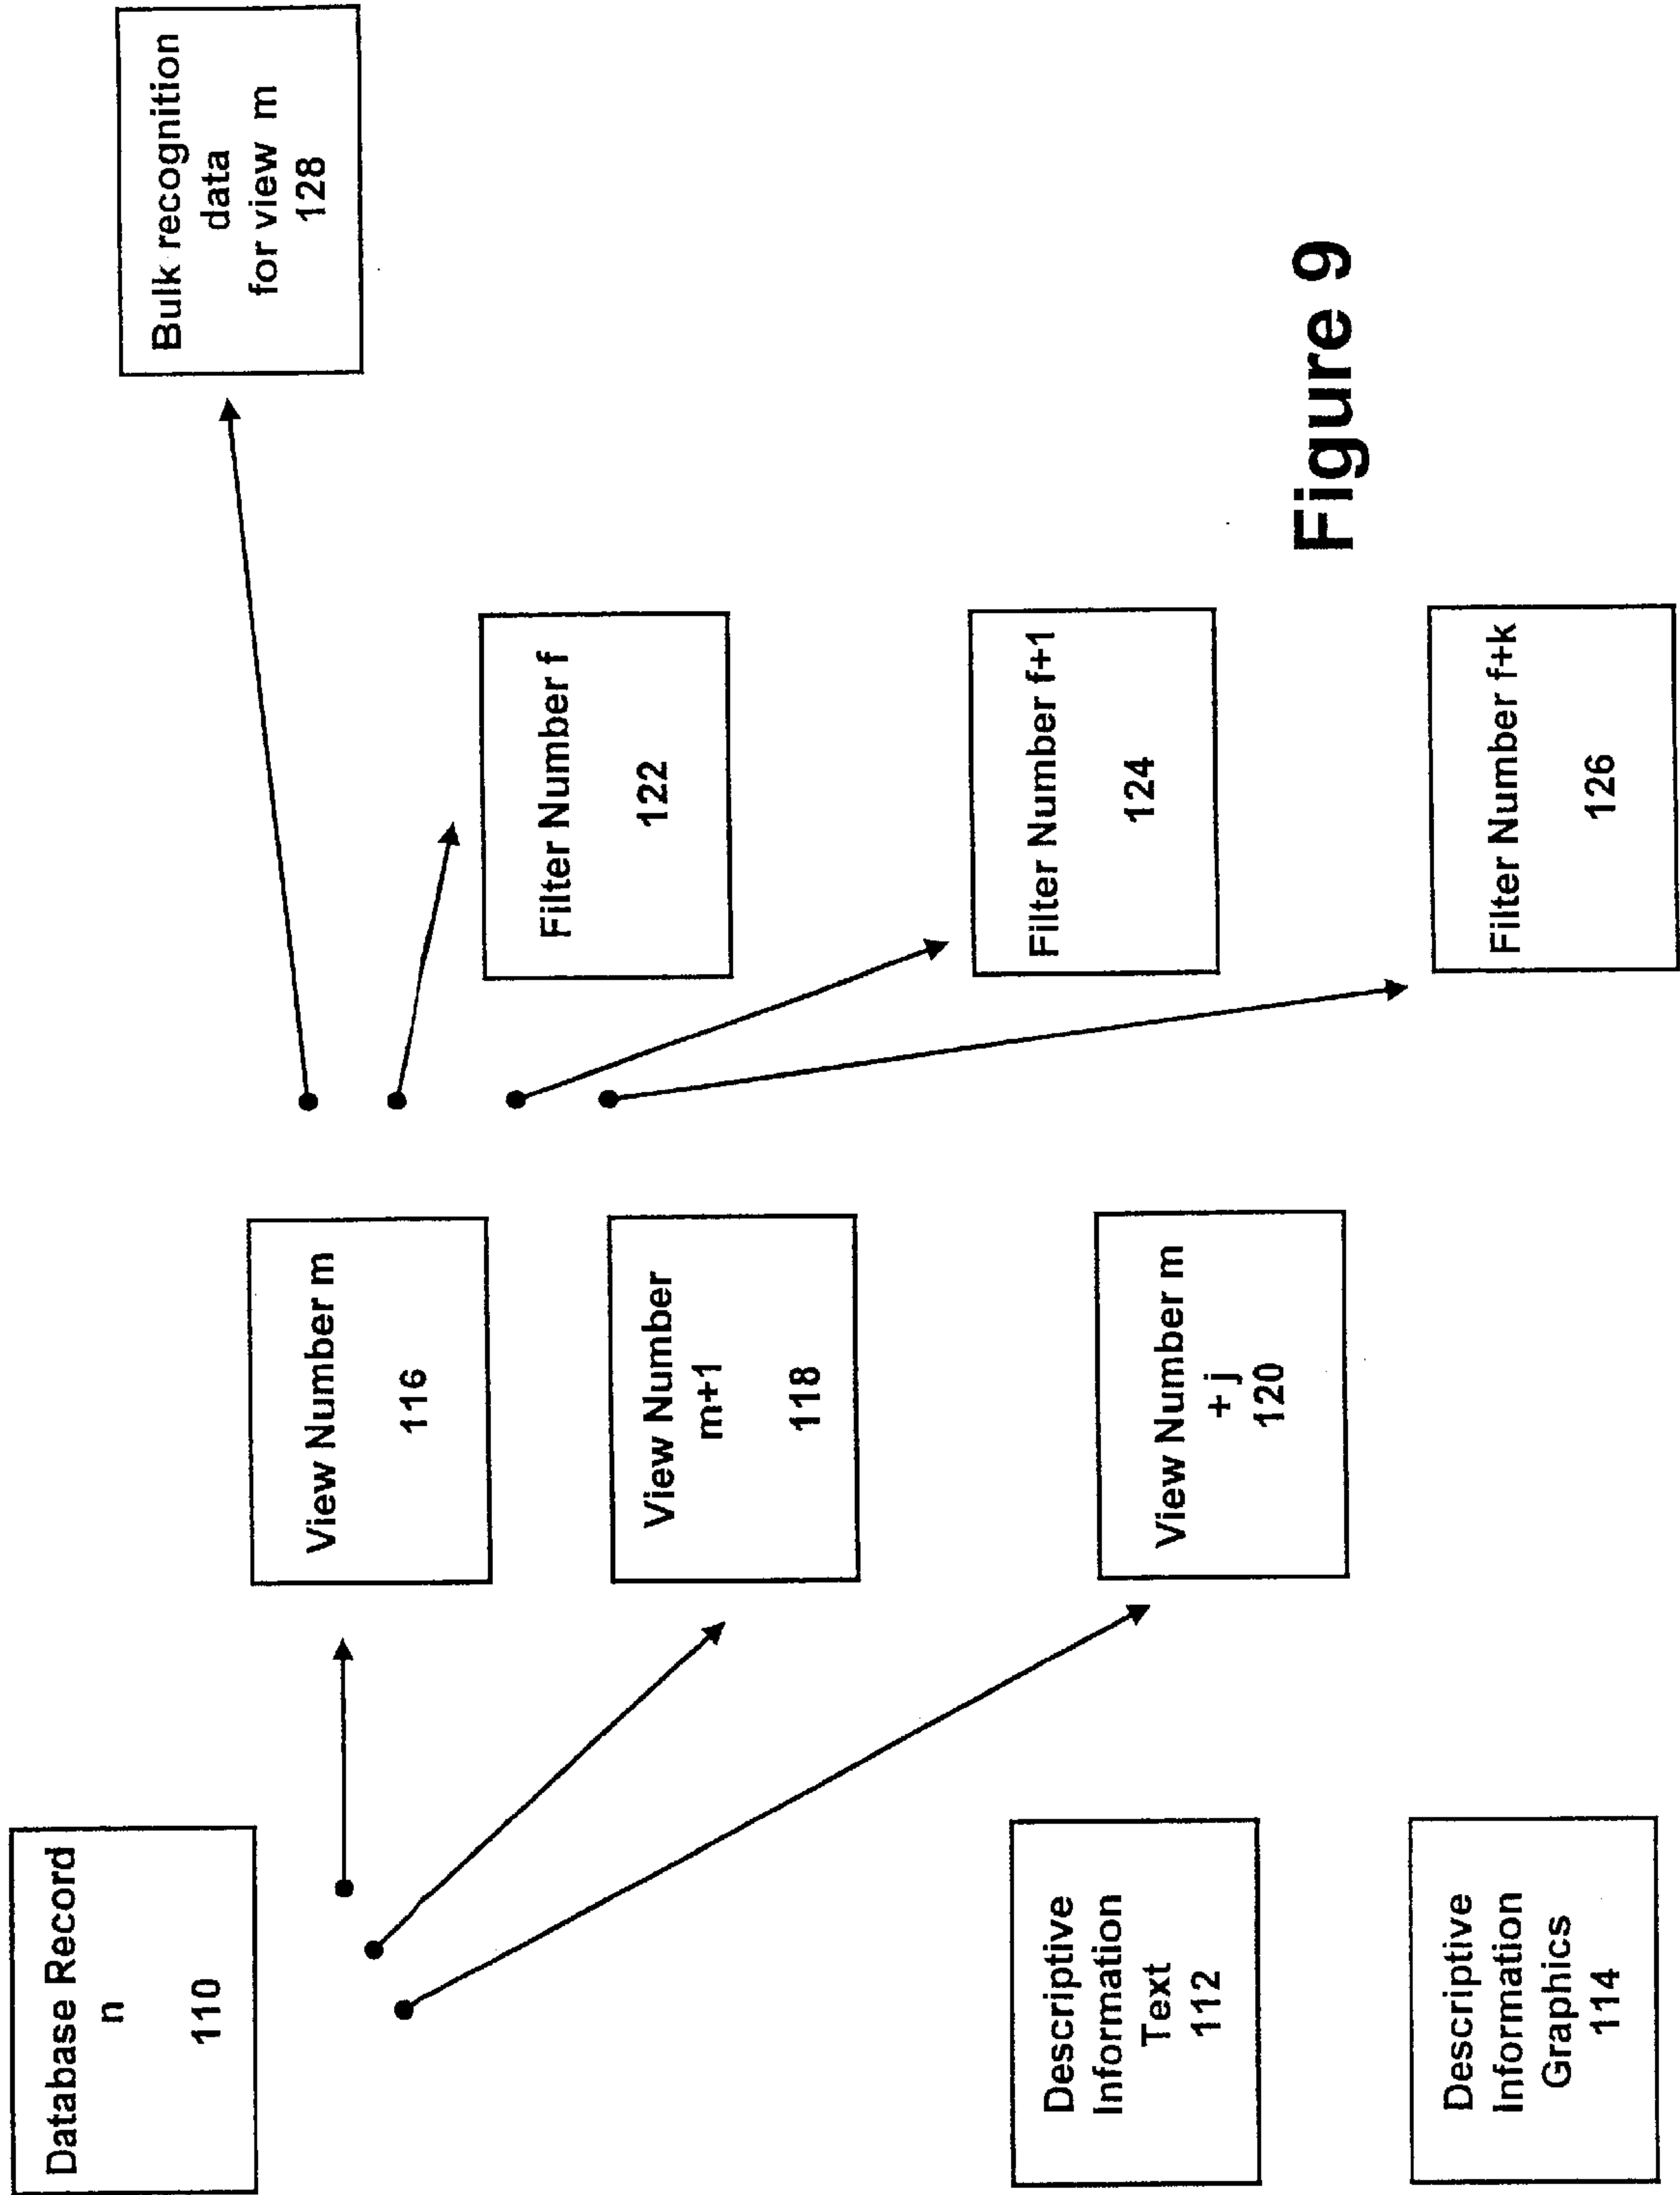 Database Record
n
110
Descriptive
Information
Text
112
Descriptive
Information
Graphics
114
View Number m
116
View Number
m+1
118
View Number m
+ j
120
Filter Number f
122
Filter Number f+1
124
Filter Number f+k
126
Bulk recognition
data
for view m
128
Figure 9